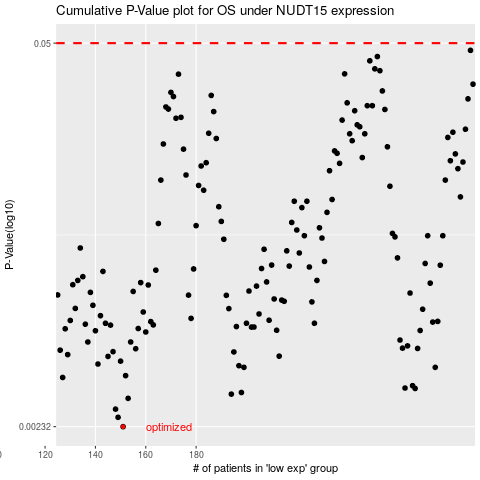 Cumulative P-Value plot for OS under NUDT15 expression
0.05
P-Value(log10)
0.00232
optimized
0 120 140 160 180
# of patients in 'low exp' group